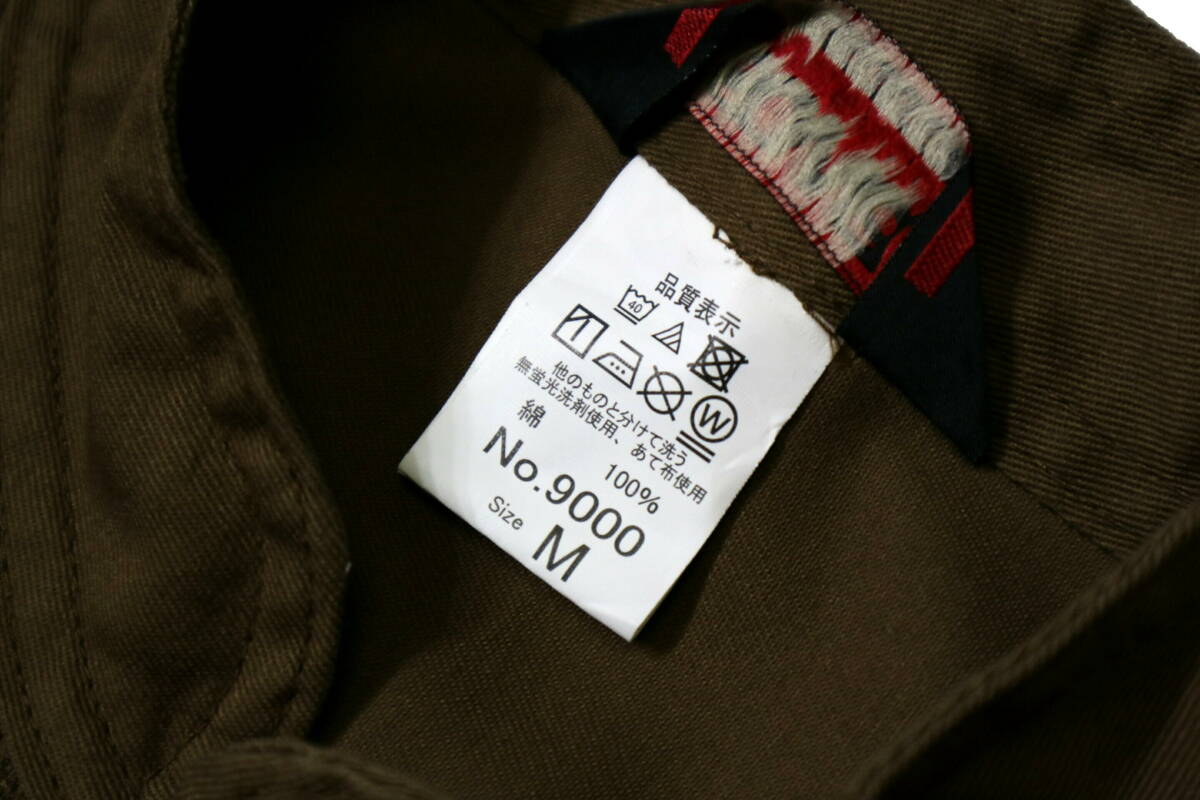 品質表示
40
W
他のものと分けて洗う
無蛍光洗剤使用、あて布使用
綿 100%
No.9000
Size M